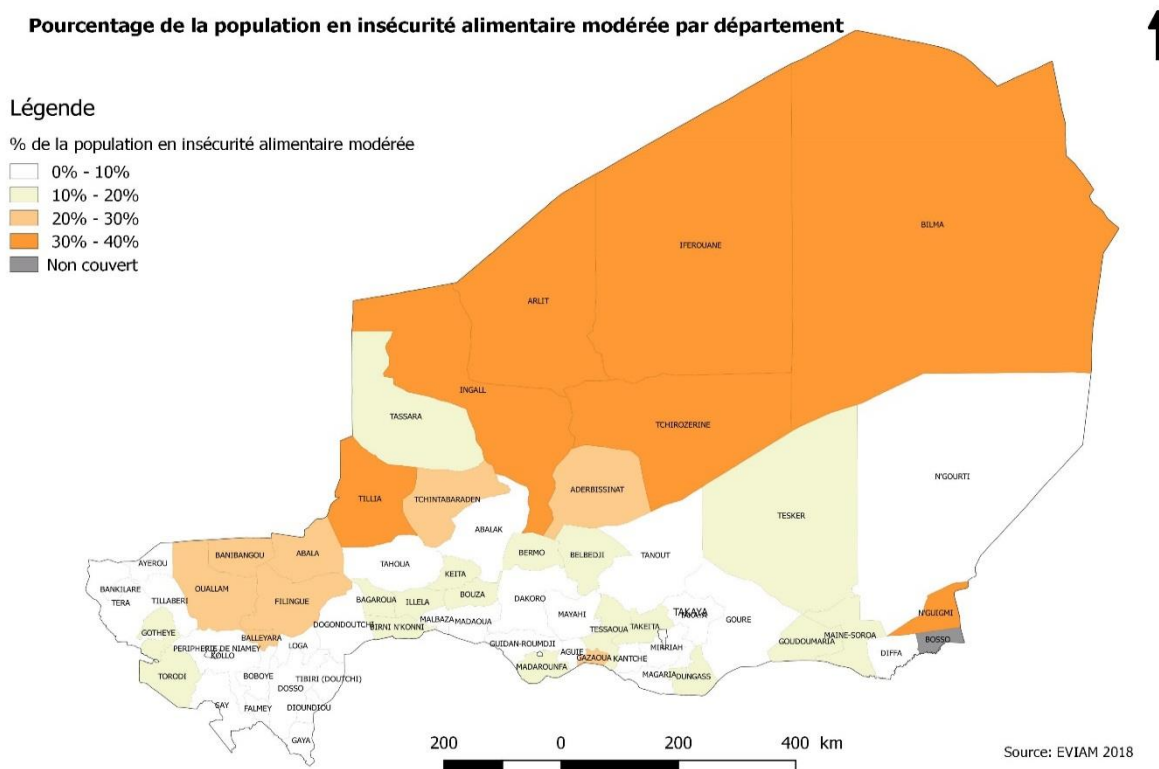 Pourcentage de la population en insécurité alimentaire modérée par département
Légende
% de la population en insécurité alimentaire modérée
0% - 10%
10% - 20%
20% - 30%
30% - 40%
Non couvert
BILMA
IFEROUANE
ARLIT
INGALL
TASSARA
TCHIROZERINE
N'GOURTI
ADERBISSINAT
TILLIA
TCHINTABARADEN
TESKER
ABALAK
TANOUT
BERMO
BELBEDJI
ABALA
BANIBANGOU
AYEROU
TAHOUA
KEITA
OUALLAM
BANKILARE
TERA
TILLABERI
FILINGUE
BAGAROUA
ILLELA
BOUZA
DAKORO
MAYAHI
TAKAYA
GOURE
N'GUIGMI
DOGONDOUTCHI
BIRNI N'KONNI
MALBAZA
MADAOUA
TESSAOUA
TAKEITA
GOTHEYE
BALLEYARA
LOGA
GUIDAN-ROUMDJI
AGUIE
GAZAOUA
KANTCHE
MIRRIAH
GOUDOUMARIA
MAINE-SOROA
DIFFA
BOSSO
PERIPHERIE DE NIAMEY
KOLLO
TORODI
BOBOYE
TIBIRI (DOUTCHI)
MADAROUNFA
MAGARIA
DUNGASS
DOSSO
SAY
FALMEY
DIOUNDIOU
GAYA
200 0 200 400 km
Source: EVIAM 2018